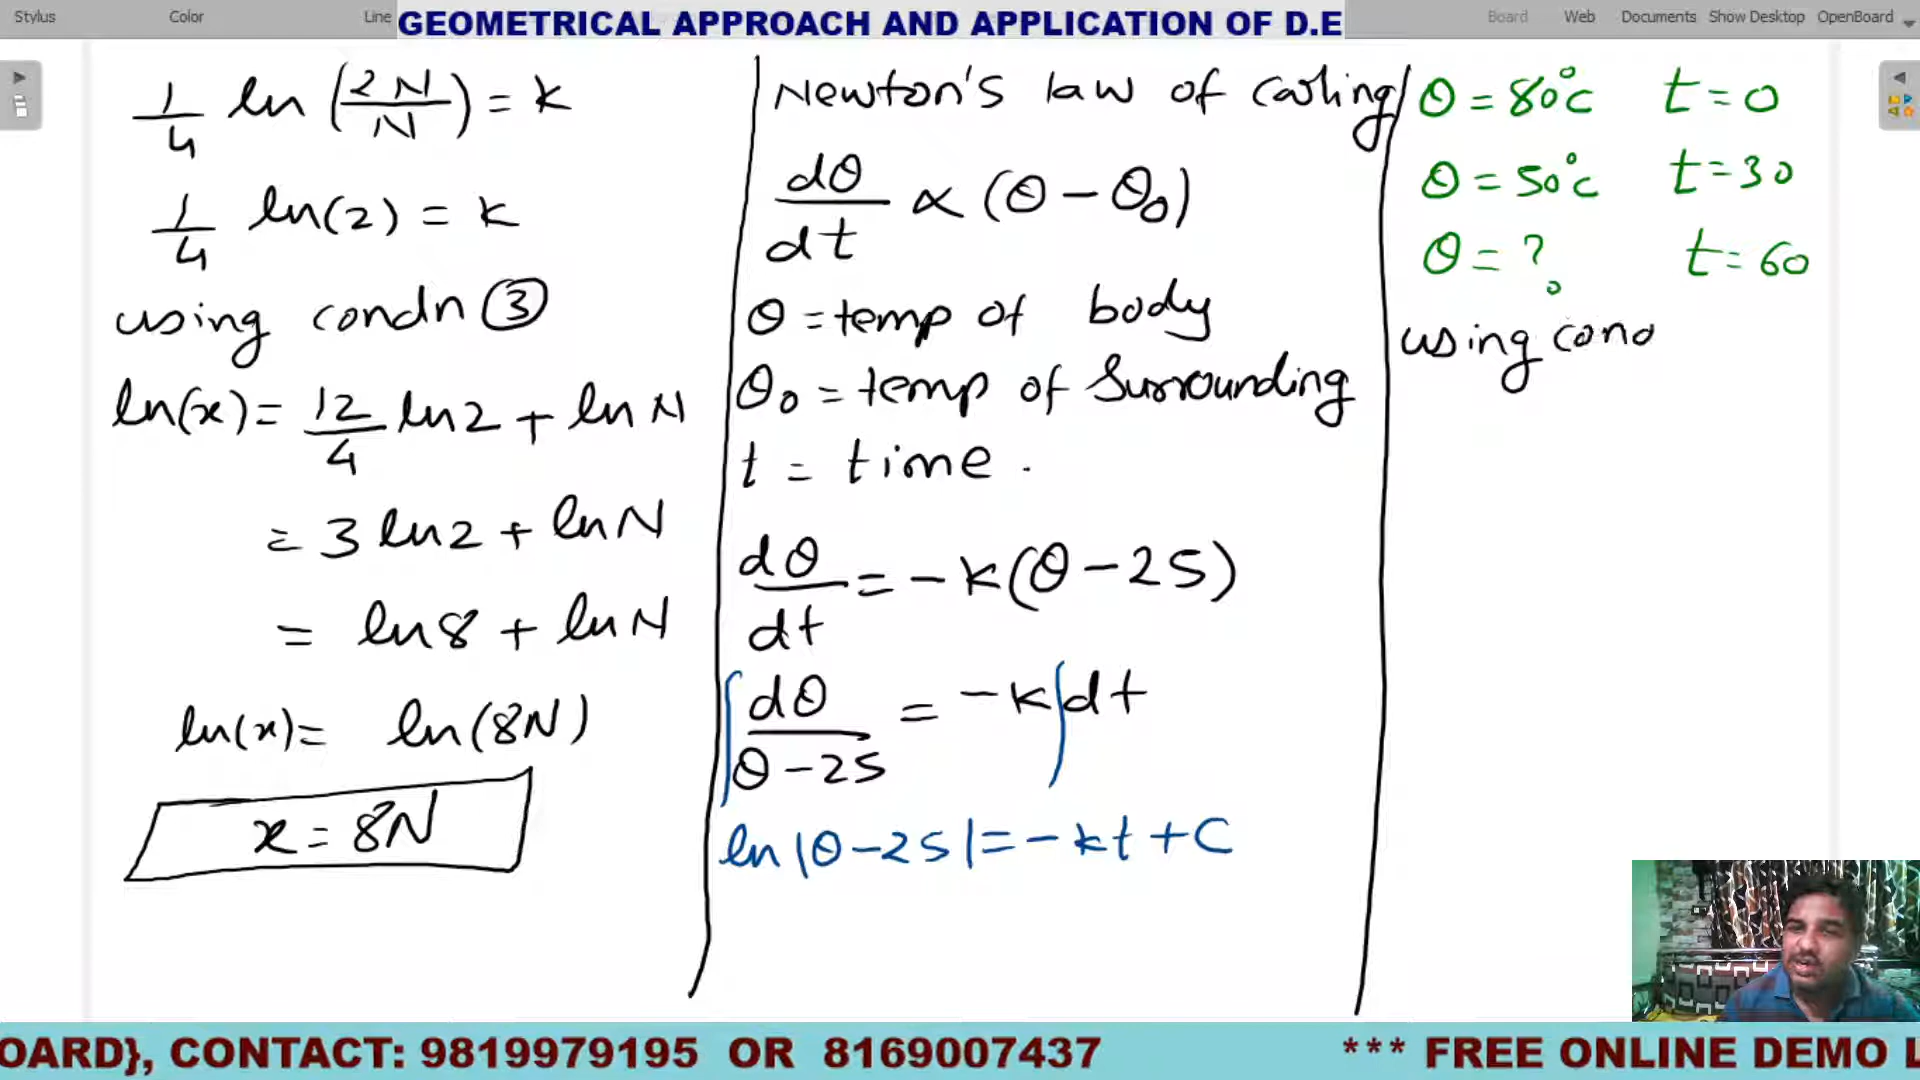 Stylus Color Line Board Web Documents Show Desktop OpenBoard
GEOMETRICAL APPROACH AND APPLICATION OF D.E
1/4 ln (2N/N) = k
1/4 ln(2) = k
using condn ③
ln(x) = 12/4 ln2 + ln N
= 3 ln2 + ln N
= ln8 + ln N
ln(x) = ln(8N)
x = 8N
Newton's law of cooling
dθ/dt ∝ (θ - θ₀)
θ = temp of body
θ₀ = temp of Surrounding
t = time .
dθ/dt = -k(θ - 25)
∫ dθ/(θ - 25) = -k ∫ dt
ln|θ - 25| = -kt + C
θ = 80°c t = 0
θ = 50°c t = 30
θ = ?. t = 60
using cond
OARD}, CONTACT: 9819979195 OR 8169007437 *** FREE ONLINE DEMO L